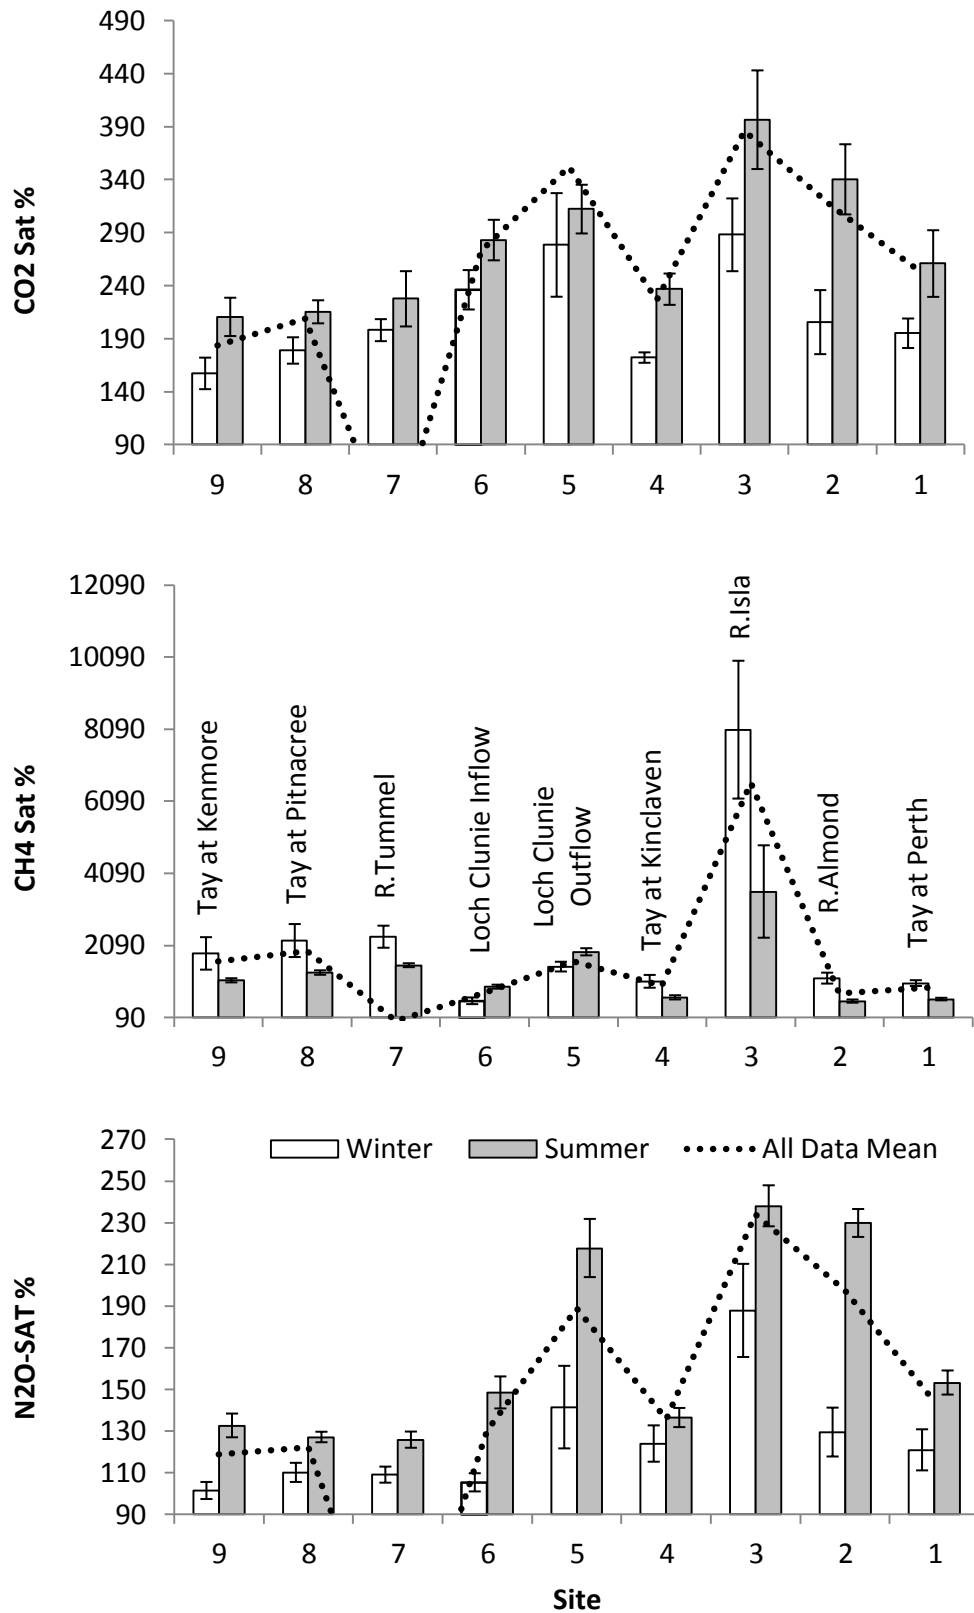 490
440
390
340
290
240
190
140
90
CO2 Sat %
9 8 7 6 5 4 3 2 1
12090
10090
8090
6090
4090
2090
90
CH4 Sat %
Tay at Kenmore
Tay at Pitnacree
R.Tummel
Loch Clunie Inflow
Loch Clunie
Outflow
Tay at Kinclaven
R.Isla
R.Almond
Tay at Perth
9 8 7 6 5 4 3 2 1
Winter Summer All Data Mean
270
250
230
210
190
170
150
130
110
90
N2O-SAT %
9 8 7 6 5 4 3 2 1
Site